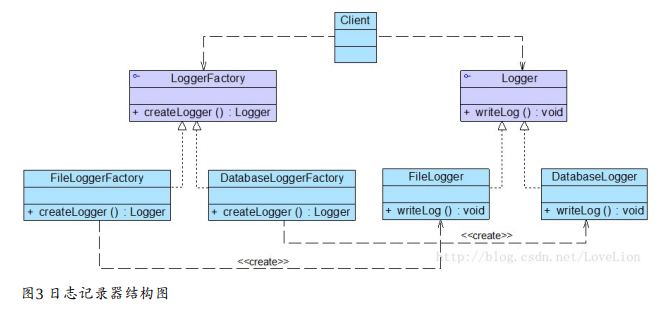 Client
LoggerFactory
+ createLogger () : Logger
Logger
+ writeLog () : void
FileLoggerFactory
+ createLogger () : Logger
DatabaseLoggerFactory
+ createLogger () : Logger
FileLogger
+ writeLog () : void
DatabaseLogger
+ writeLog () : void
<<create>>
<<create>>
http://blog.csdn.net/LoveLion
图3 日志记录器结构图